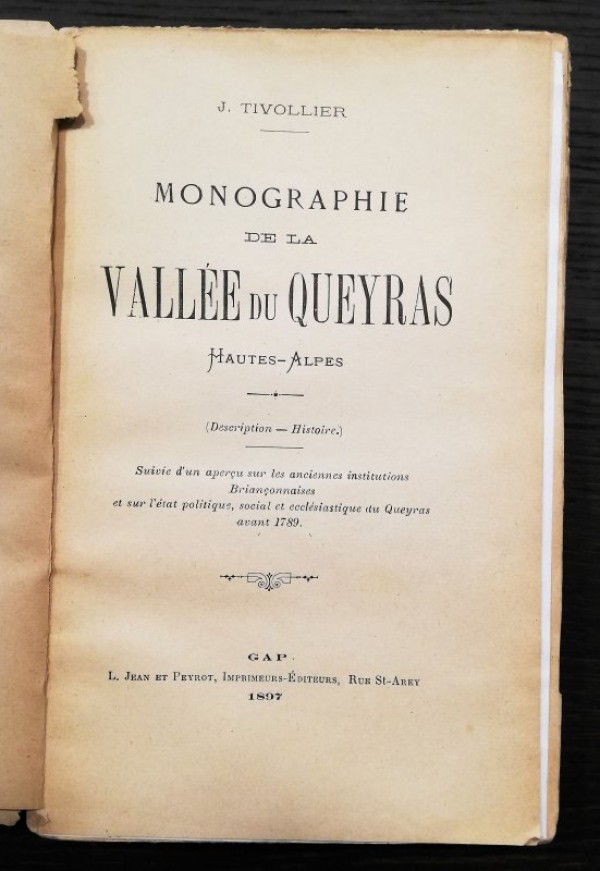 J. TIVOLLIER
MONOGRAPHIE
DE LA
VALLÉE DU QUEYRAS
HAUTES-ALPES
(Description — Histoire.)
Suivie d'un aperçu sur les anciennes institutions
Briançonnaises
et sur l'état politique, social et ecclésiastique du Queyras
avant 1789.
GAP
L. JEAN ET PEYROT, IMPRIMEURS-ÉDITEURS, RUE St-AREY
1897